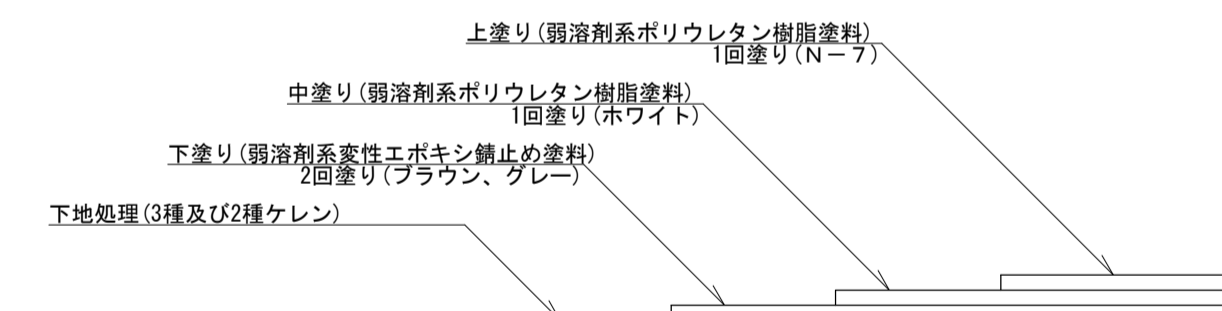 上塗り(弱溶剤系ポリウレタン樹脂塗料)
1回塗り(N－7)
中塗り(弱溶剤系ポリウレタン樹脂塗料)
1回塗り(ホワイト)
下塗り(弱溶剤系変性エポキシ錆止め塗料)
2回塗り(ブラウン、グレー)
下地処理(3種及び2種ケレン)